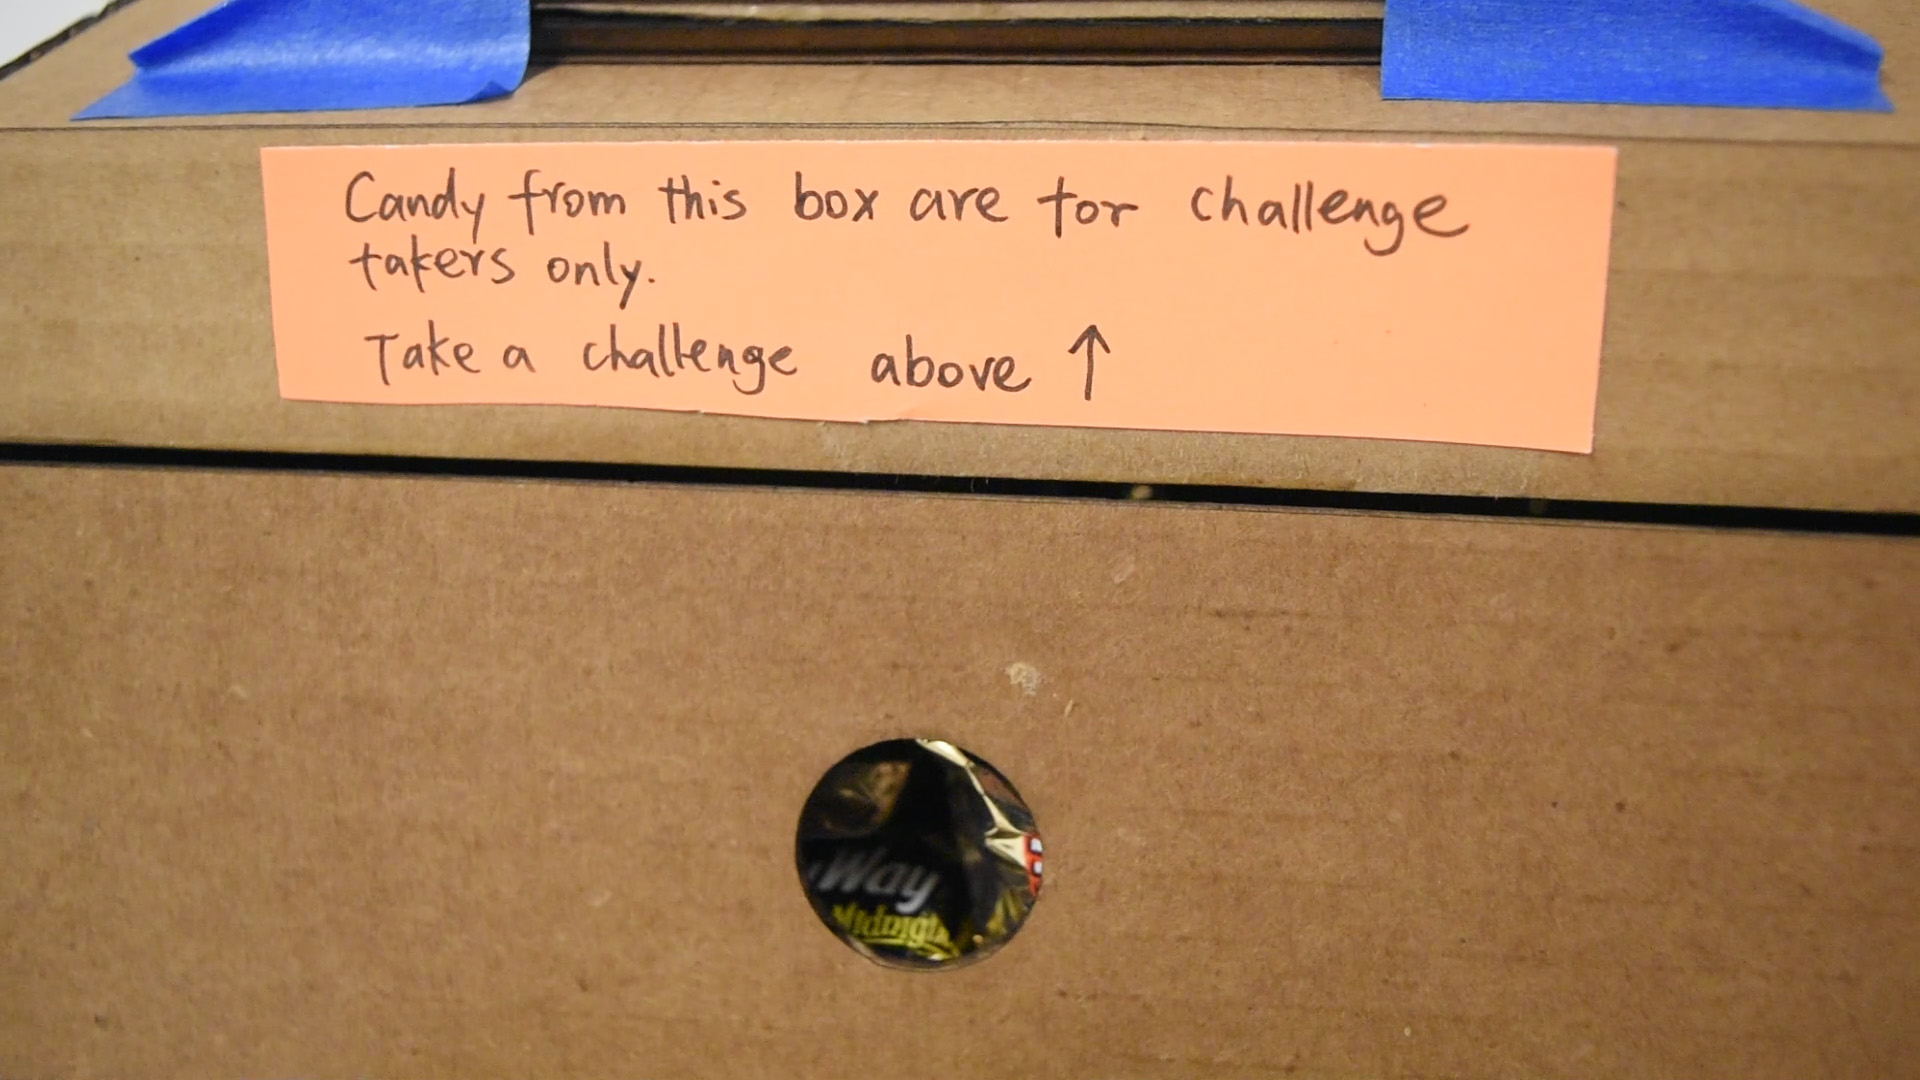 Candy from this box are for challenge
takers only.
Take a challenge above ↑
Way